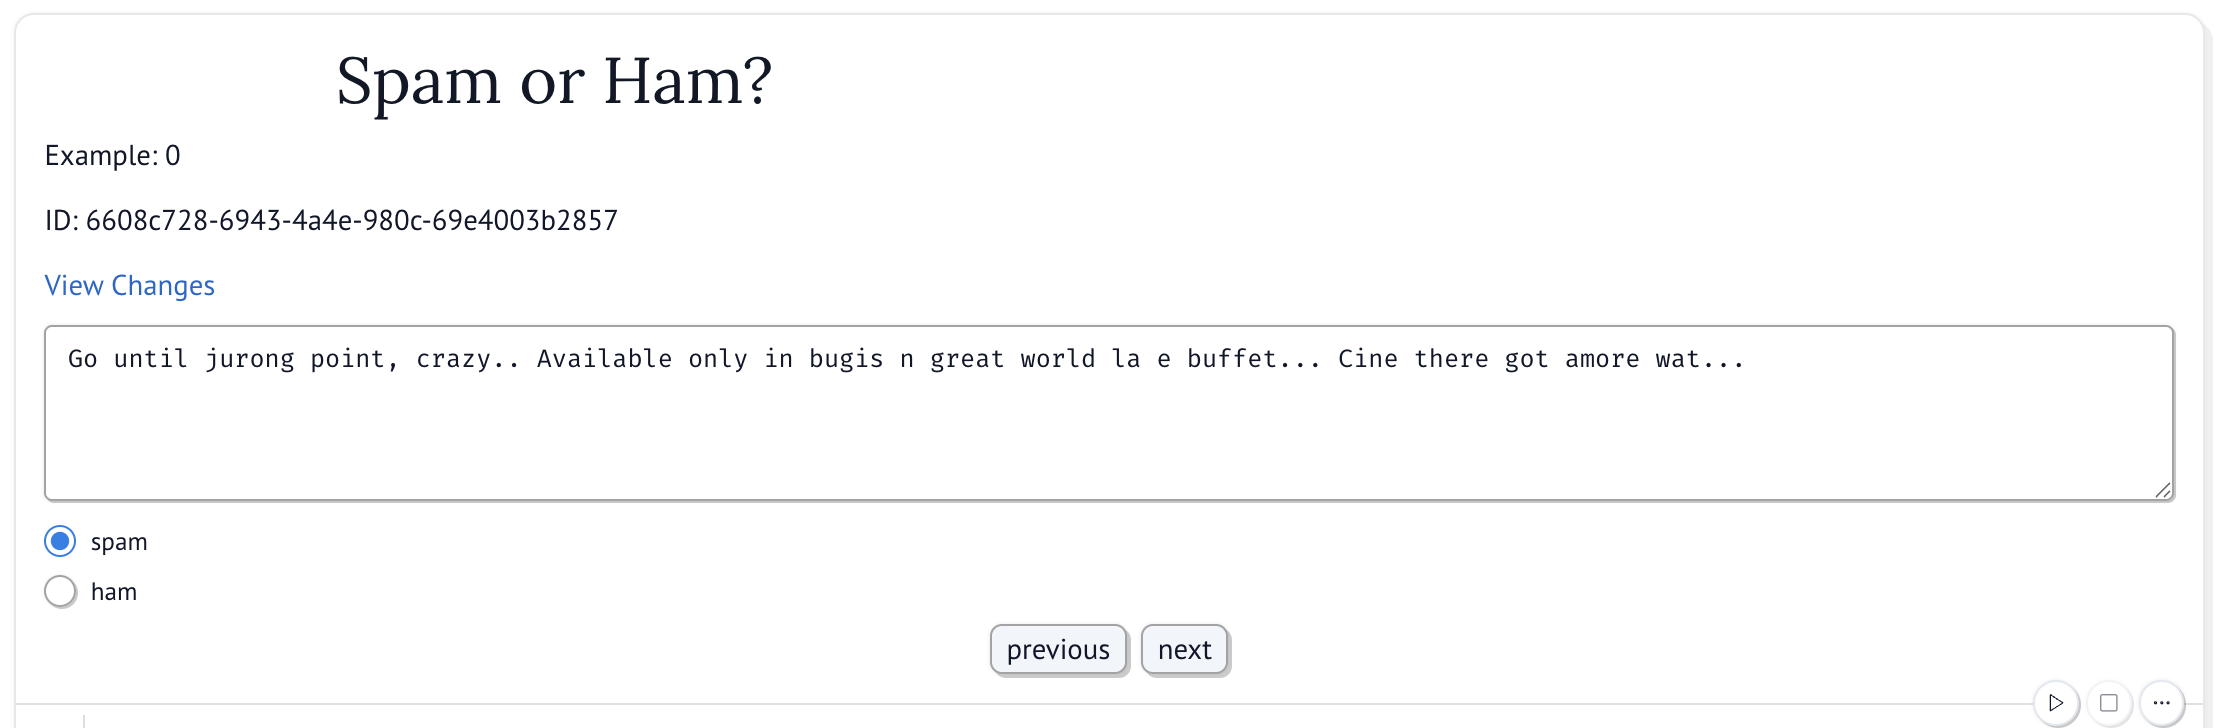 Spam or Ham?
Example: 0
ID: 6608c728-6943-4a4e-980c-69e4003b2857
View Changes
Go until jurong point, crazy.. Available only in bugis n great world la e buffet... Cine there got amore wat...
spam
ham
previous next